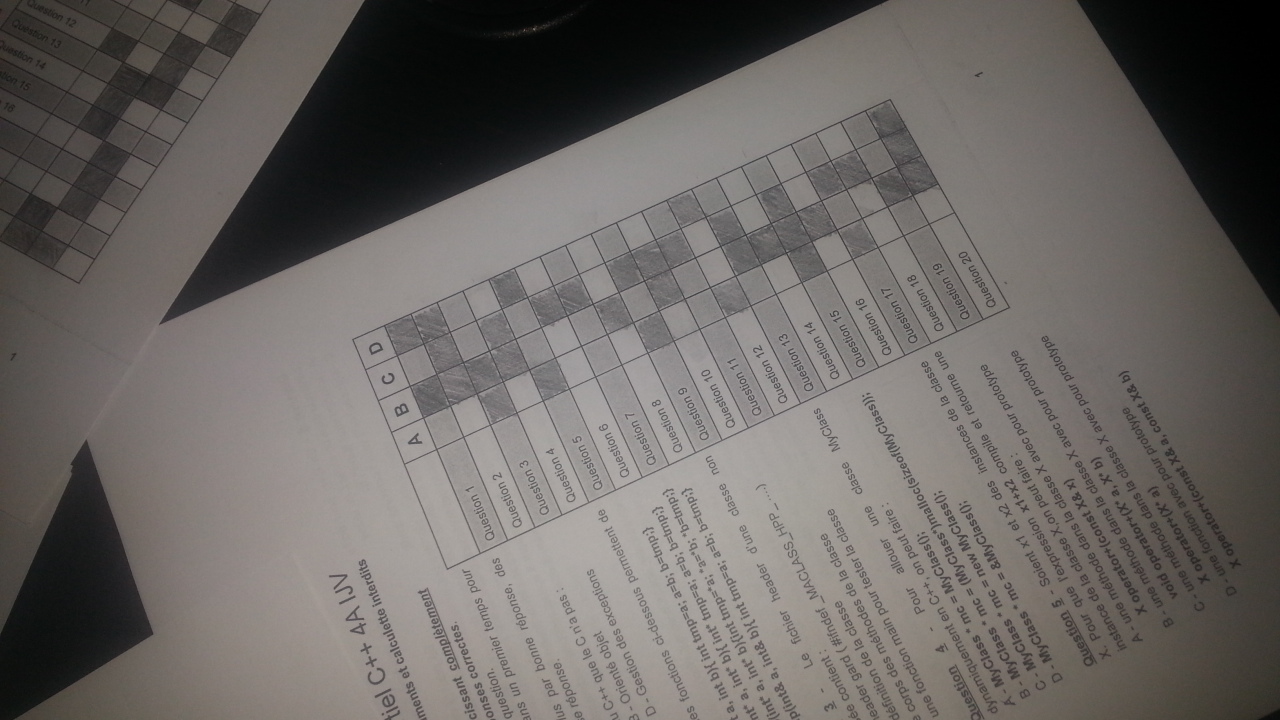 tiel C++ 4A IJV
ments et calculette interdits
cissant complètement
onses correctes.
question.
ans un premier temps pour
lus par bonne réponse, des
se réponse.
u C++ que le C n'a pas :
B - Orienté objet
D - Gestion des exceptions
es fonctions ci-dessous permettent de
t a, int b){ int tmp=a; a=b; b=tmp;}
int* a, int* b){ int* tmp=a; a=b; b=tmp;}
(int* a, int* b){int tmp=*a; *a=*b; *b=tmp;}
p(int& a, int& b){ int tmp=a; a=b; b=tmp;}
3 - Le fichier header d'une classe non
ée contient :
eader gard ( #ifndef _MACLASS_HPP_ ....)
définition de la classe
e corps des méthodes de la classe
une fonction main pour tester la classe
Question 4 - Pour allouer une classe MyClass
dynamiquement en C++, on peut faire :
A - MyClass * mc = MyClass();
B - MyClass * mc = (MyClass*)malloc(sizeof(MyClass));
C - MyClass * mc = new MyClass();
D - MyClass * mc = &MyClass();
Question 5 - Soient x1 et x2 des instances de la classe
X. Pour que l'expression x1+x2 compile et retourne une
instance de la classe X,on peut faire :
A - une méthode dans la classe X avec pour prototype
X operator+(const X& x)
B - une méthode dans la classe X avec pour prototype
void operator+(X* a, X* b)
C - une méthode dans la classe X avec pour prototype
X operator+(X* a)
D - une fonction avec pour prototype
X operator+(const X& a, const X& b)
A B C D
Question 1
Question 2
Question 3
Question 4
Question 5
Question 6
Question 7
Question 8
Question 9
Question 10
Question 11
Question 12
Question 13
Question 14
Question 15
Question 16
Question 17
Question 18
Question 19
Question 20
1
1
Question 12
Question 13
Question 14
tion 15
16